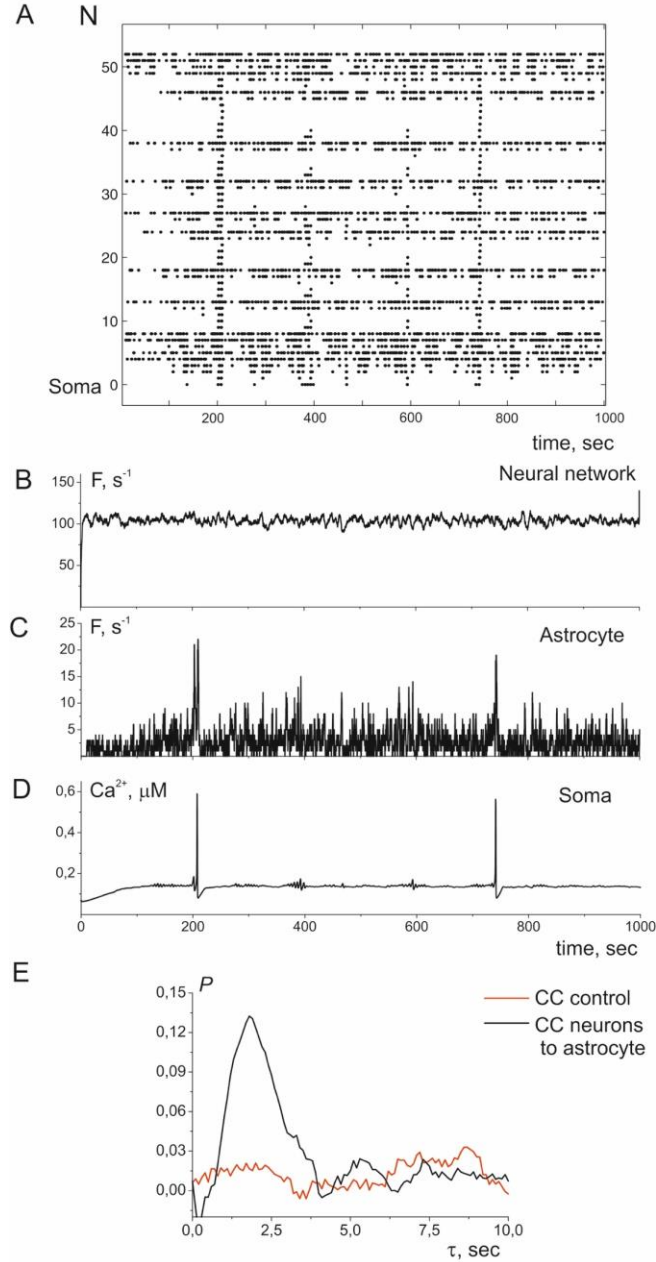 A
N
50
40
30
20
10
Soma 0
200 400 600 800 1000
time, sec
B
F, s⁻¹
Neural network
150
100
50
C
F, s⁻¹
Astrocyte
25
20
15
10
5
D
Ca²⁺, μM
Soma
0,6
0,4
0,2
0 200 400 600 800 1000
time, sec
E
P
0,15
0,12
0,09
0,06
0,03
0,00
0,0 2,5 5,0 7,5 10,0
τ, sec
CC control
CC neurons
to astrocyte